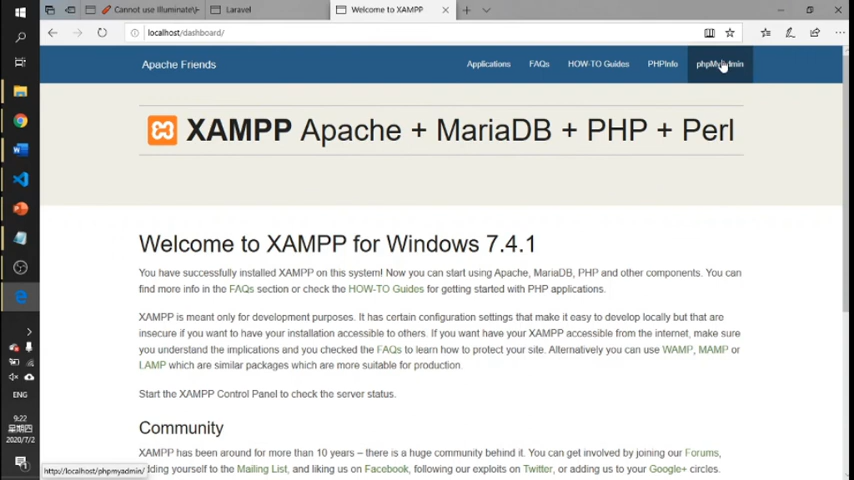 Cannot use Illuminate\H
Laravel
Welcome to XAMPP
localhost/dashboard/
Apache Friends
Applications
FAQs
HOW-TO Guides
PHPInfo
phpMyAdmin
XAMPP Apache + MariaDB + PHP + Perl
Welcome to XAMPP for Windows 7.4.1
You have successfully installed XAMPP on this system! Now you can start using Apache, MariaDB, PHP and other components. You
can find more info in the FAQs section or check the HOW-TO Guides for getting started with PHP applications.
XAMPP is meant only for development purposes. It has certain configuration settings that make it easy to develop locally but that are
insecure if you want to have your installation accessible to others. If you want have your XAMPP accessible from the internet, make sure
you understand the implications and you checked the FAQs to learn how to protect your site. Alternatively you can use WAMP, MAMP or
LAMP which are similar packages which are more suitable for production.
Start the XAMPP Control Panel to check the server status.
Community
XAMPP has been around for more than 10 years – there is a huge community behind it. You can get involved by joining our Forums,
adding yourself to the Mailing List, and liking us on Facebook, following our exploits on Twitter, or adding us to your Google+ circles.
ENG
9:22
星期四
2020/7/2
http://localhost/phpmyadmin/